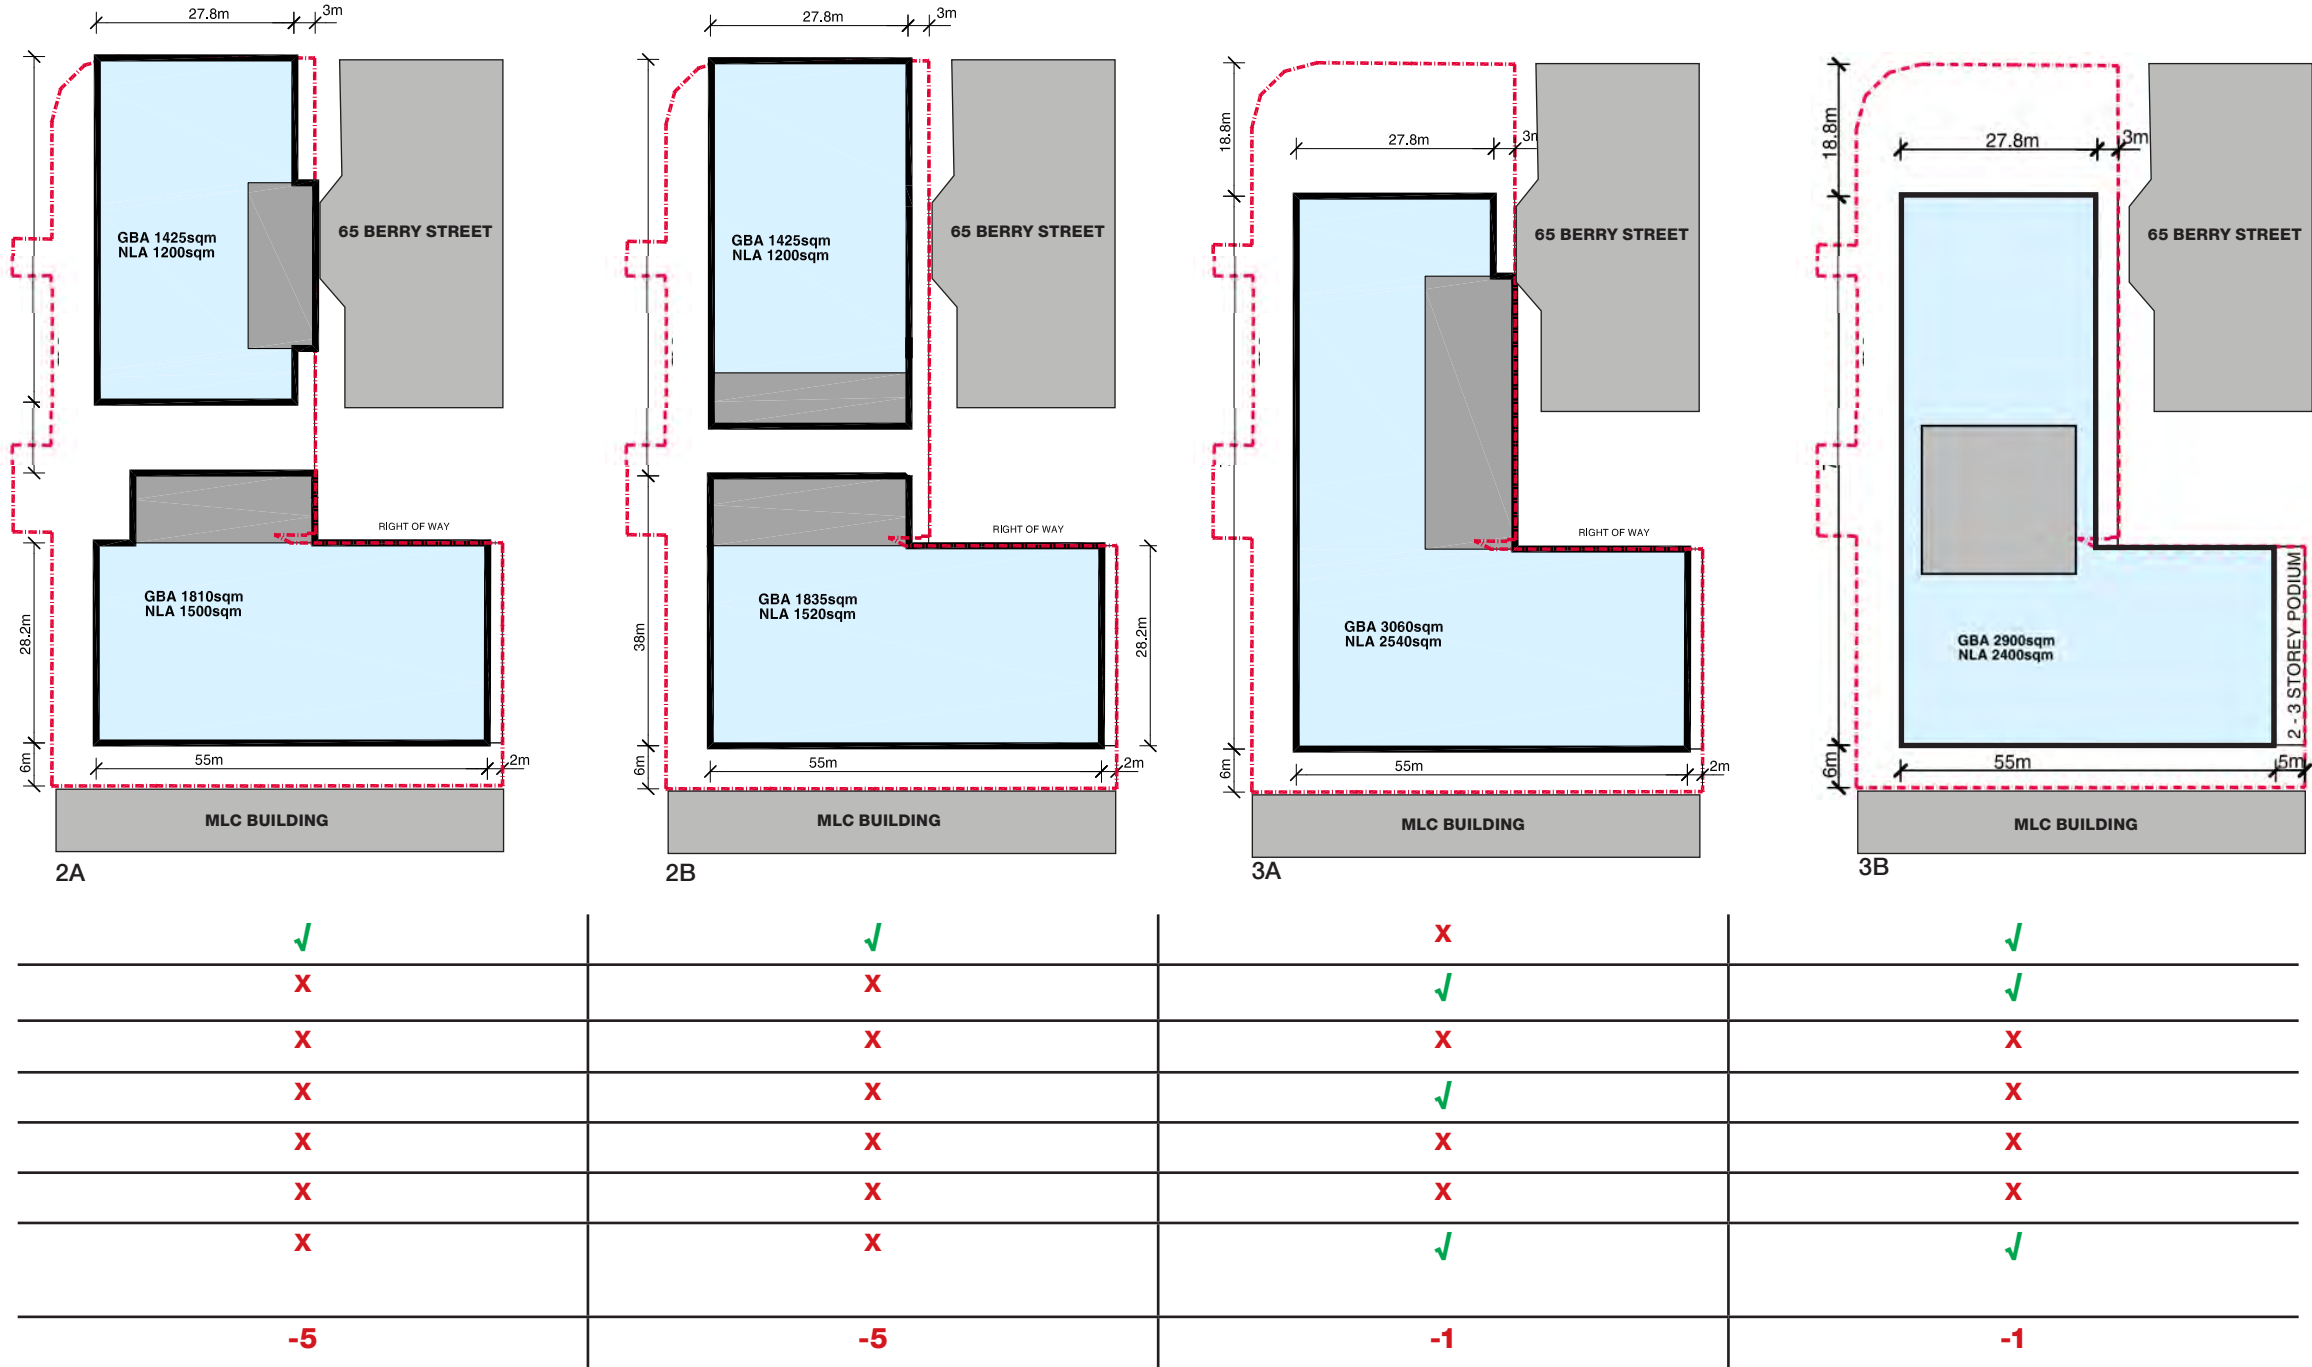 27.8m
3m
GBA 1425sqm
NLA 1200sqm
65 BERRY STREET
RIGHT OF WAY
GBA 1810sqm
NLA 1500sqm
28.2m
6m
55m
2m
MLC BUILDING
2A
27.8m
3m
GBA 1425sqm
NLA 1200sqm
65 BERRY STREET
RIGHT OF WAY
GBA 1835sqm
NLA 1520sqm
38m
28.2m
6m
55m
2m
MLC BUILDING
2B
18.8m
27.8m
65 BERRY STREET
RIGHT OF WAY
GBA 3060sqm
NLA 2540sqm
6m
55m
2m
MLC BUILDING
3A
18.8m
27.8m
3m
65 BERRY STREET
GBA 2900sqm
NLA 2400sqm
2 - 3 STOREY PODIUM
6m
55m
5m
MLC BUILDING
3B
√ √ X √
X X √ √
X X X X
X X √ X
X X X X
X X X X
X X √ √
-5 -5 -1 -1